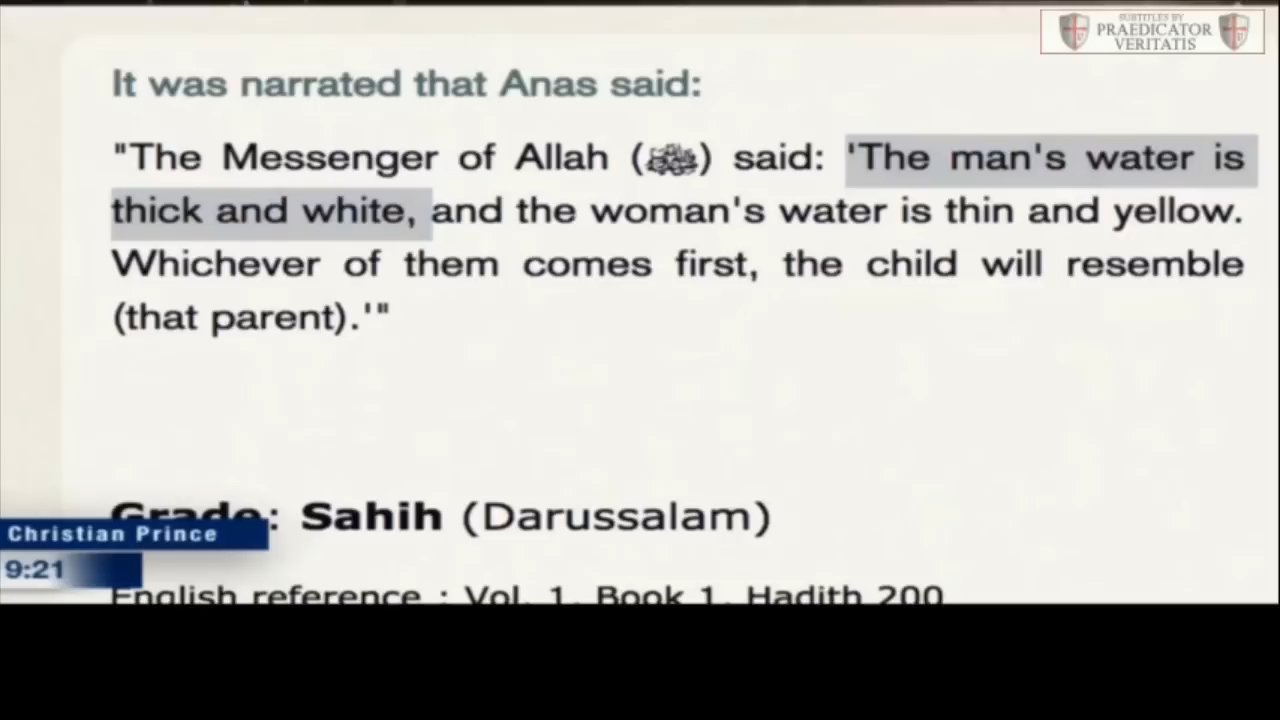 SUBTITLES BY
PRAEDICATOR
VERITATIS
It was narrated that Anas said:
"The Messenger of Allah (ﷺ) said: 'The man's water is
thick and white, and the woman's water is thin and yellow.
Whichever of them comes first, the child will resemble
(that parent).'"
Grade: Sahih (Darussalam)
Christian Prince
9:21
English reference : Vol. 1, Book 1, Hadith 200